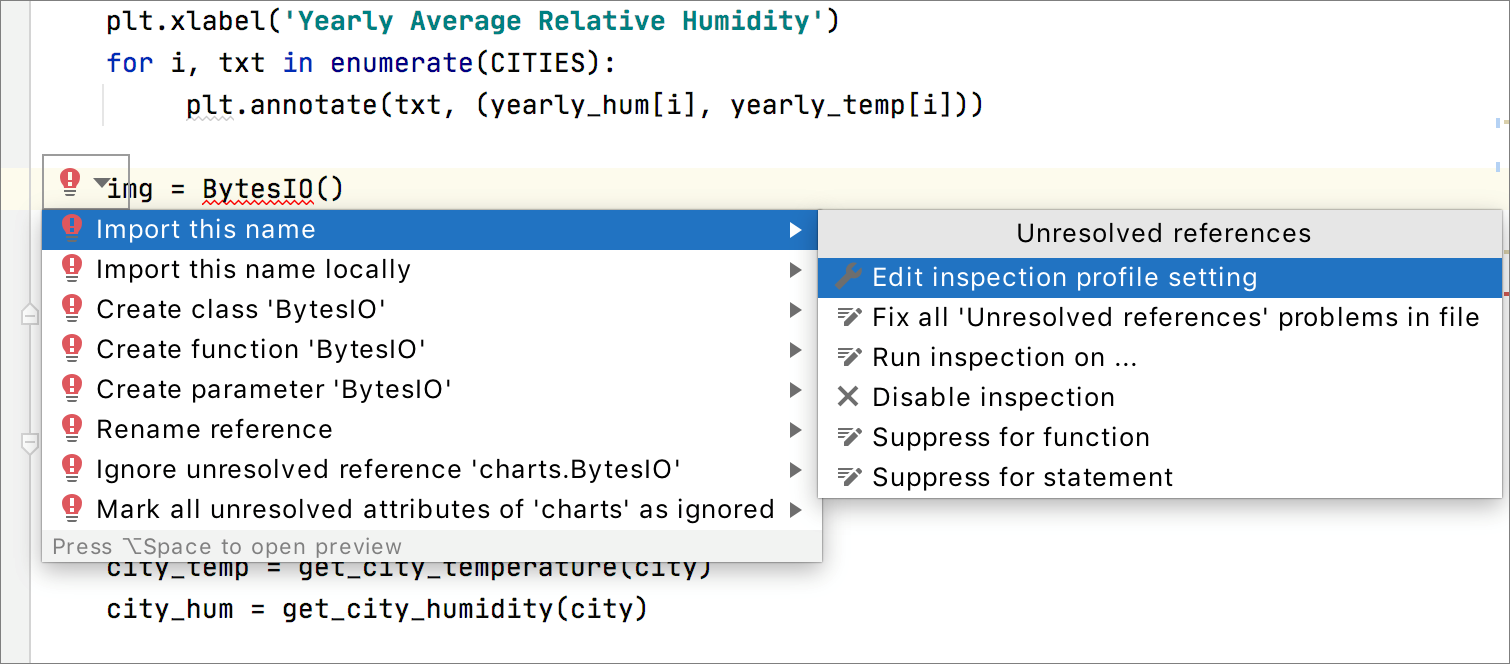 plt.xlabel('Yearly Average Relative Humidity')
for i, txt in enumerate(CITIES):
plt.annotate(txt, (yearly_hum[i], yearly_temp[i]))
img = BytesIO()
Import this name
Import this name locally
Create class 'BytesIO'
Create function 'BytesIO'
Create parameter 'BytesIO'
Rename reference
Ignore unresolved reference 'charts.BytesIO'
Mark all unresolved attributes of 'charts' as ignored
Press ⌥Space to open preview
Unresolved references
Edit inspection profile setting
Fix all 'Unresolved references' problems in file
Run inspection on ...
Disable inspection
Suppress for function
Suppress for statement
city_temp = get_city_temperature(city)
city_hum = get_city_humidity(city)